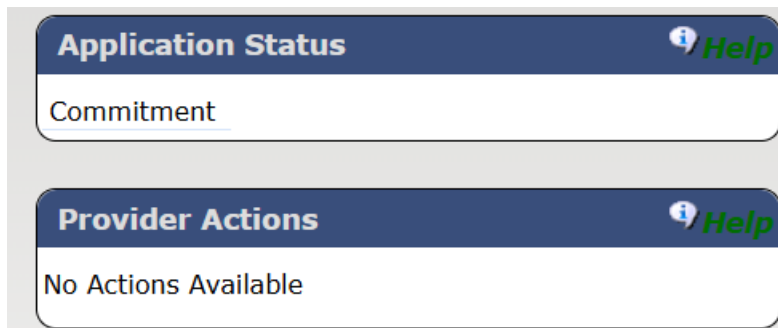 Application Status Help
Commitment
Provider Actions Help
No Actions Available